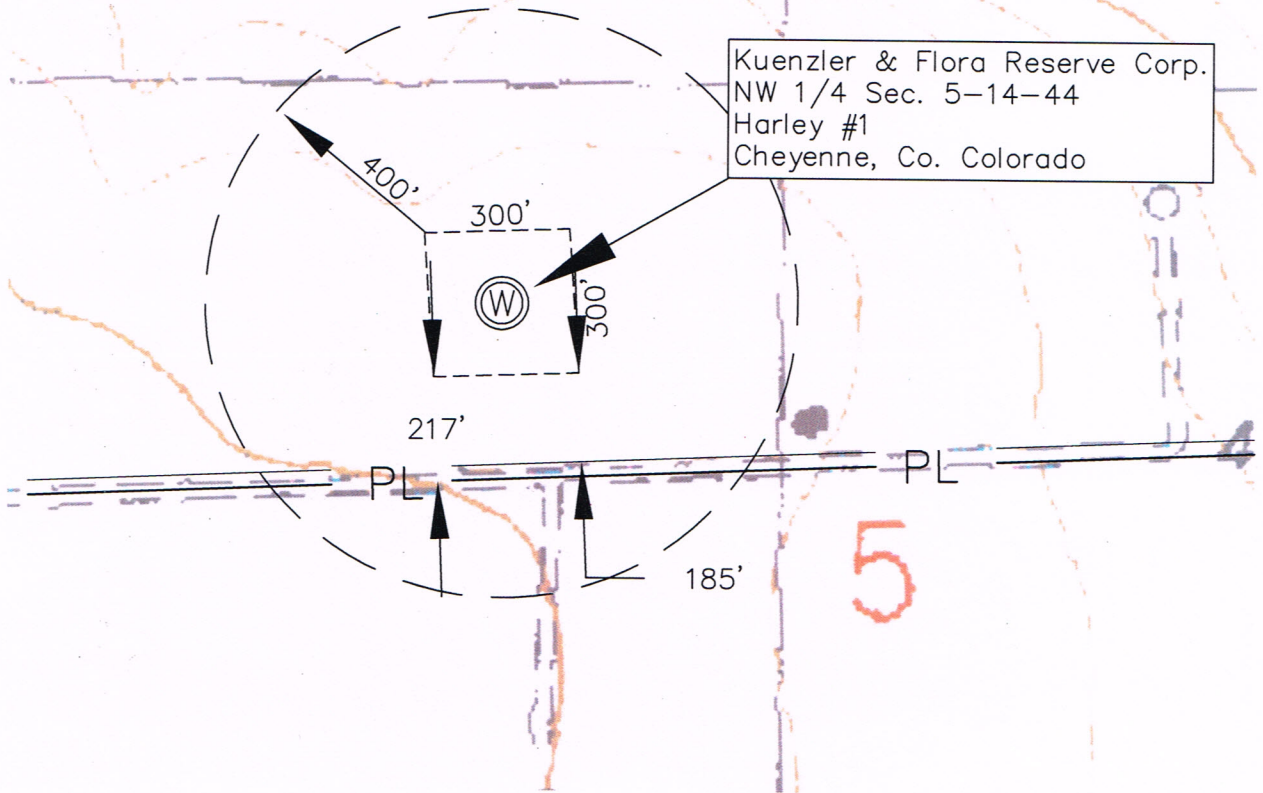 Kuenzler & Flora Reserve Corp.
NW 1/4 Sec. 5-14-44
Harley #1
Cheyenne, Co. Colorado
400'
300'
W
300'
217'
PL
PL
4
185'
5